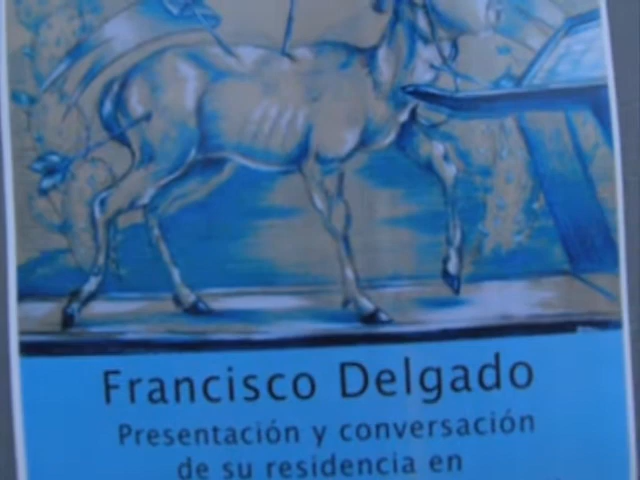 Francisco Delgado
Presentación y conversación
de su residencia en